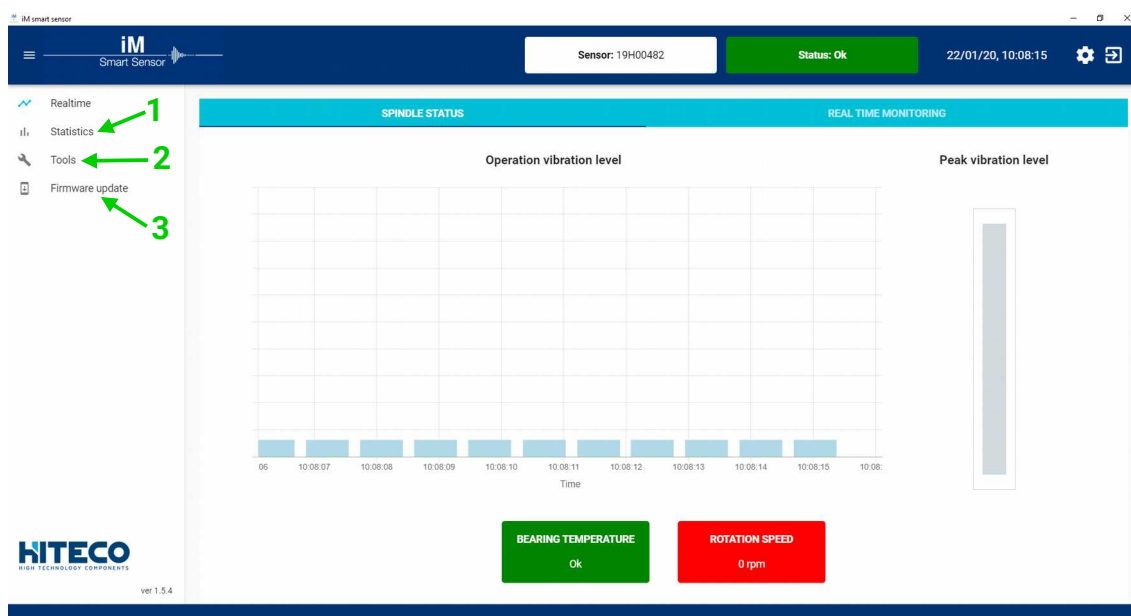 iM smart sensor
iM
Smart Sensor
Sensor: 19H00482
Status: Ok
22/01/20, 10:08:15
Realtime
Statistics
Tools
Firmware update
1
2
3
SPINDLE STATUS
REAL TIME MONITORING
Operation vibration level
Peak vibration level
06 10:08:07 10:08:08 10:08:09 10:08:10 10:08:11 10:08:12 10:08:13 10:08:14 10:08:15 10:08:
Time
BEARING TEMPERATURE
Ok
ROTATION SPEED
0 rpm
HITECO
HIGH TECHNOLOGY COMPONENTS
ver 1.5.4